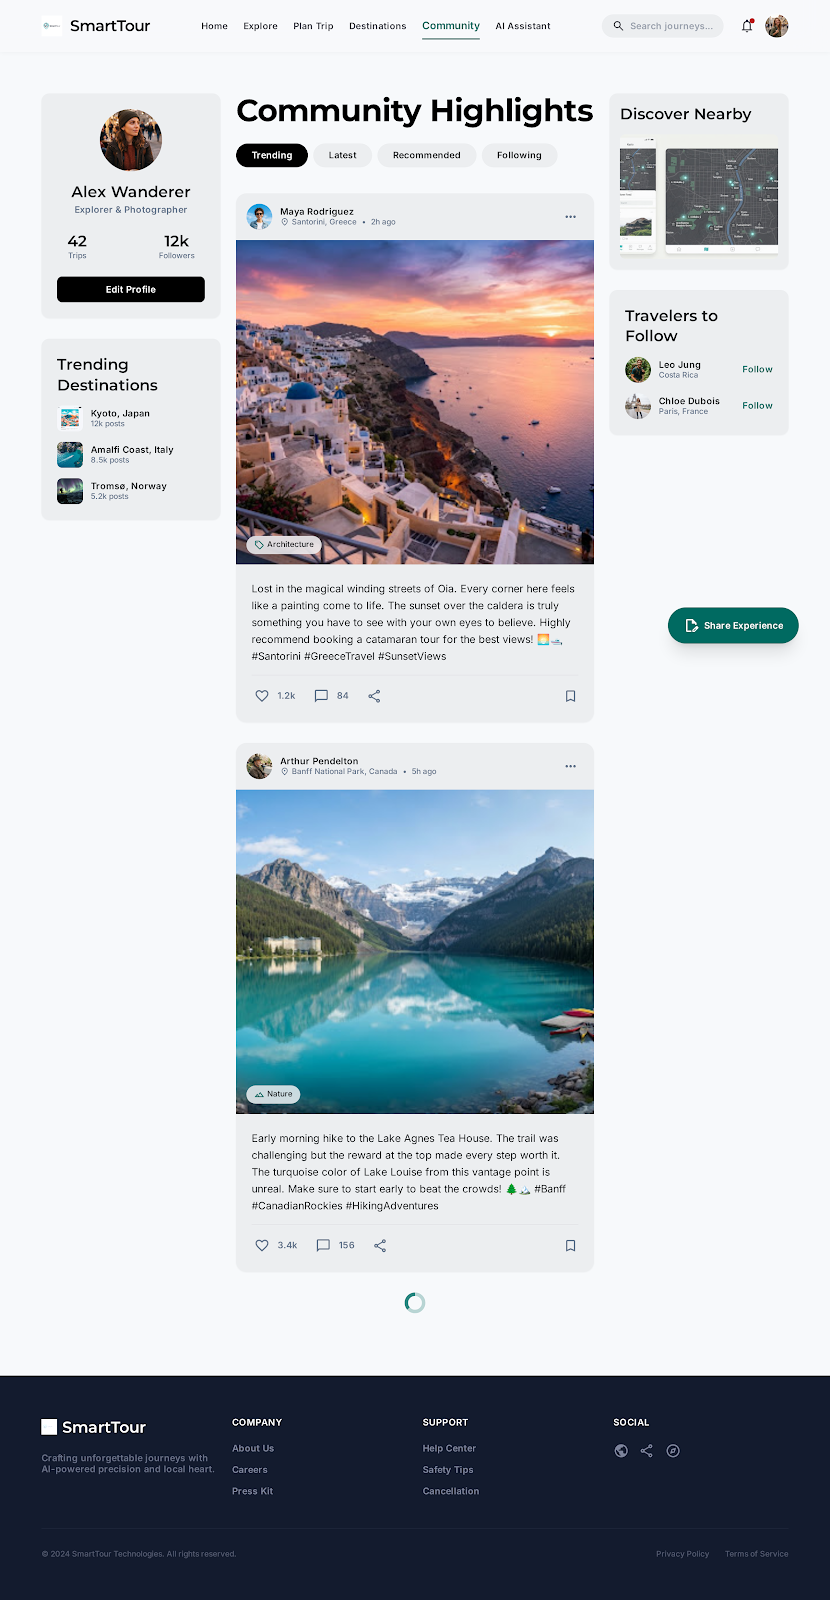 SmartTour
Home
Explore
Plan Trip
Destinations
Community
AI Assistant
Search journeys...
Alex Wanderer
Explorer & Photographer
42
Trips
12k
Followers
Edit Profile
Trending
Destinations
Kyoto, Japan
12k posts
Amalfi Coast, Italy
8.5k posts
Tromsø, Norway
5.2k posts
Community Highlights
Trending
Latest
Recommended
Following
Maya Rodriguez
Santorini, Greece • 2h ago
Architecture
Lost in the magical winding streets of Oia. Every corner here feels
like a painting come to life. The sunset over the caldera is truly
something you have to see with your own eyes to believe. Highly
recommend booking a catamaran tour for the best views! 🌅🛥️
#Santorini #GreeceTravel #SunsetViews
1.2k
84
Arthur Pendelton
Banff National Park, Canada • 5h ago
Nature
Early morning hike to the Lake Agnes Tea House. The trail was
challenging but the reward at the top made every step worth it.
The turquoise color of Lake Louise from this vantage point is
unreal. Make sure to start early to beat the crowds! 🌲🏔️ #Banff
#CanadianRockies #HikingAdventures
3.4k
156
Discover Nearby
Travelers to
Follow
Leo Jung
Costa Rica
Follow
Chloe Dubois
Paris, France
Follow
Share Experience
SmartTour
Crafting unforgettable journeys with
AI-powered precision and local heart.
COMPANY
About Us
Careers
Press Kit
SUPPORT
Help Center
Safety Tips
Cancellation
SOCIAL
© 2024 SmartTour Technologies. All rights reserved.
Privacy Policy
Terms of Service